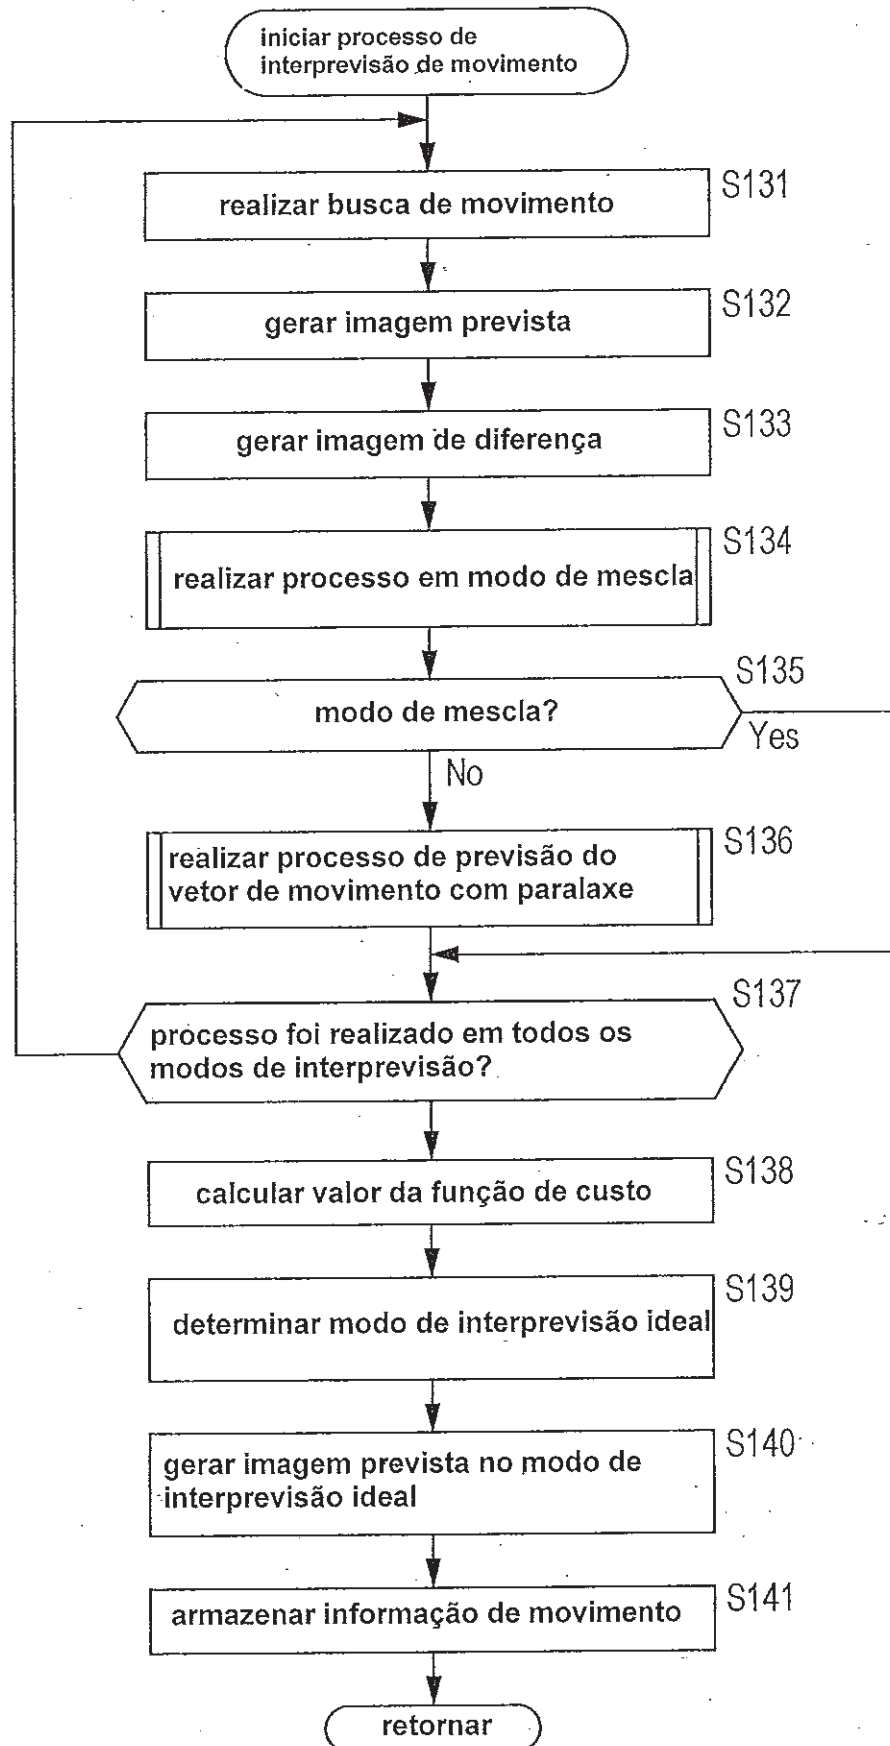 iniciar processo de
interprevisão de movimento
S131
realizar busca de movimento
S132
gerar imagem prevista
S133
gerar imagem de diferença
S134
realizar processo em modo de mescla
S135
modo de mescla?
Yes
No
S136
realizar processo de previsão do
vetor de movimento com paralaxe
S137
processo foi realizado em todos os
modos de interprevisão?
S138
calcular valor da função de custo
S139
determinar modo de interprevisão ideal
S140
gerar imagem prevista no modo de
interprevisão ideal
S141
armazenar informação de movimento
retornar